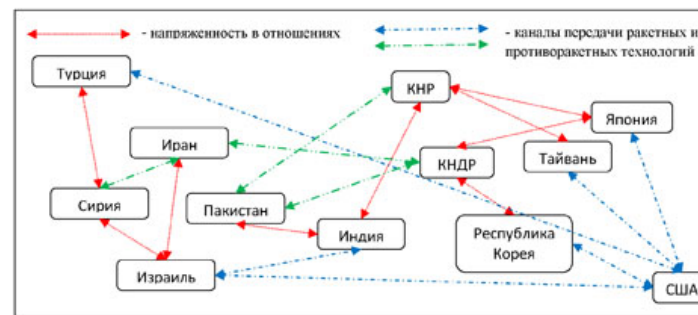 - напряженность в отношениях
- каналы передачи ракетных и
противоракетных технологий
Турция
КНР
Япония
Иран
КНДР
Тайвань
Сирия
Пакистан
Индия
Республика
Корея
Израиль
США